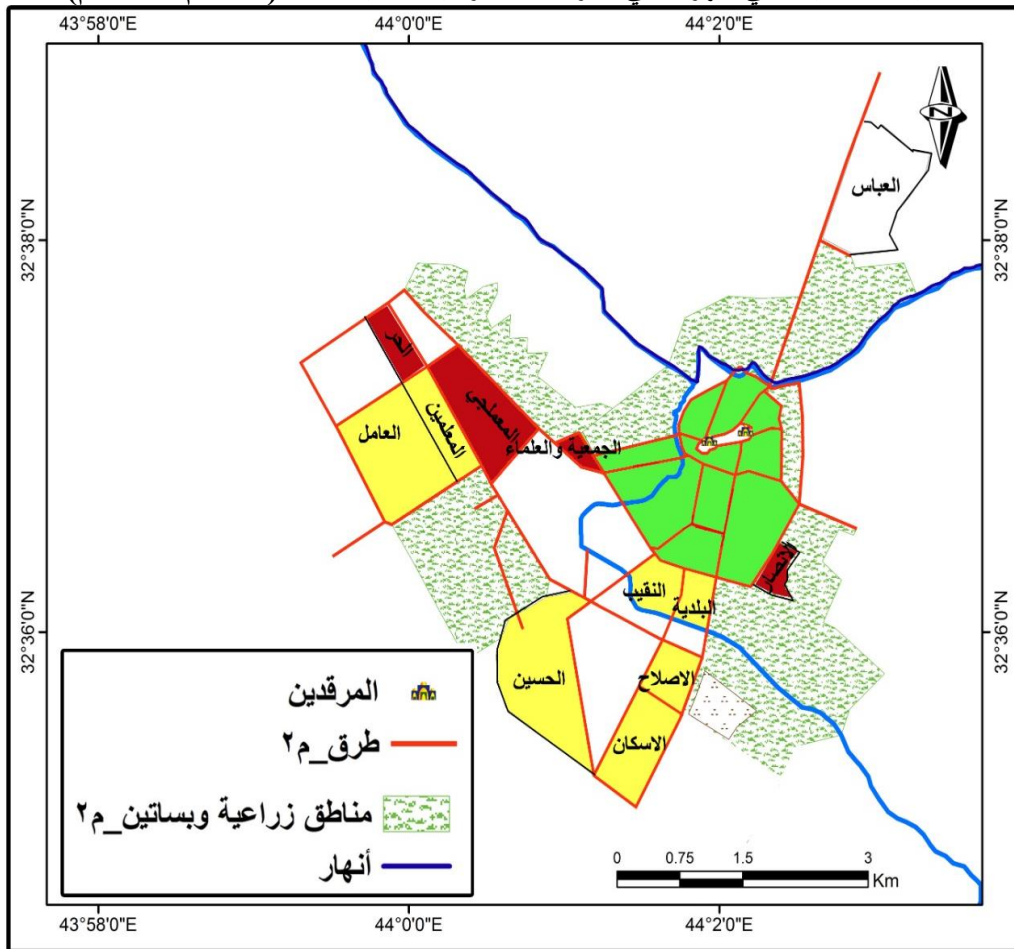 43°58'0"E
44°0'0"E
44°2'0"E
32°38'0"N
32°38'0"N
N
العباس
الحر
المعملجي
المعلمين
العامل
الجمعية والعلماء
الانصار
النقيب
البلدية
32°36'0"N
32°36'0"N
الحسين
الاصلاح
الاسكان
المرقدين
طرق_م٢
مناطق زراعية وبساتين_م٢
أنهار
0 0.75 1.5 3
Km
43°58'0"E
44°0'0"E
44°2'0"E